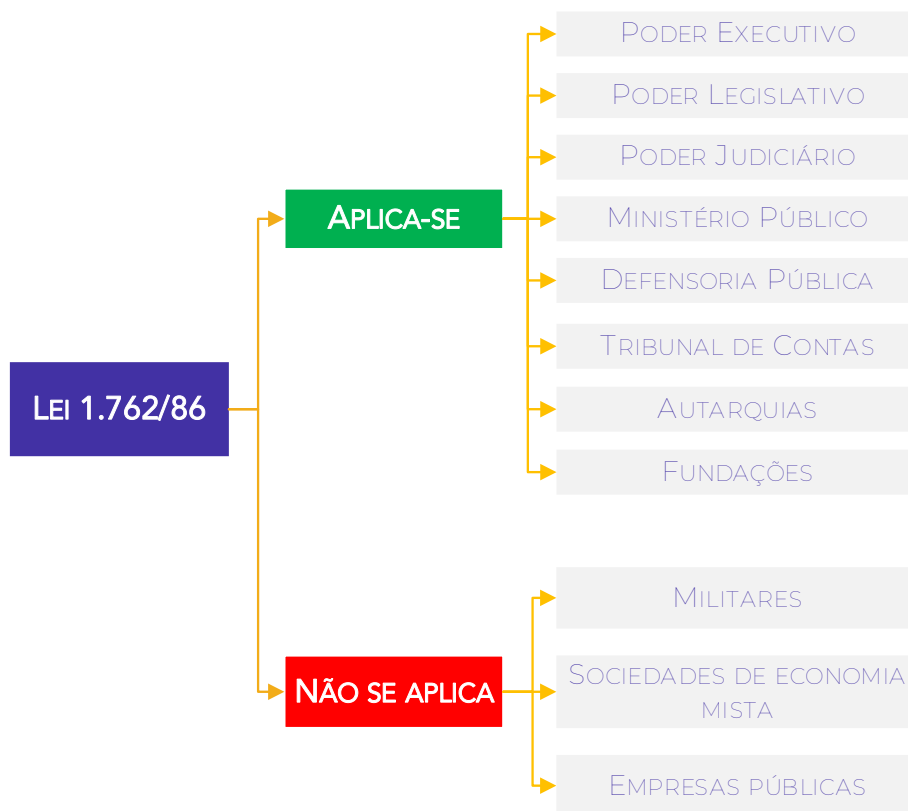 Poder Executivo
Poder Legislativo
Poder Judiciário
Aplica-se
Ministério Público
Defensoria Pública
Tribunal de Contas
Lei 1.762/86
Autarquias
Fundações
Militares
Não se aplica
Sociedades de economia
mista
Empresas públicas